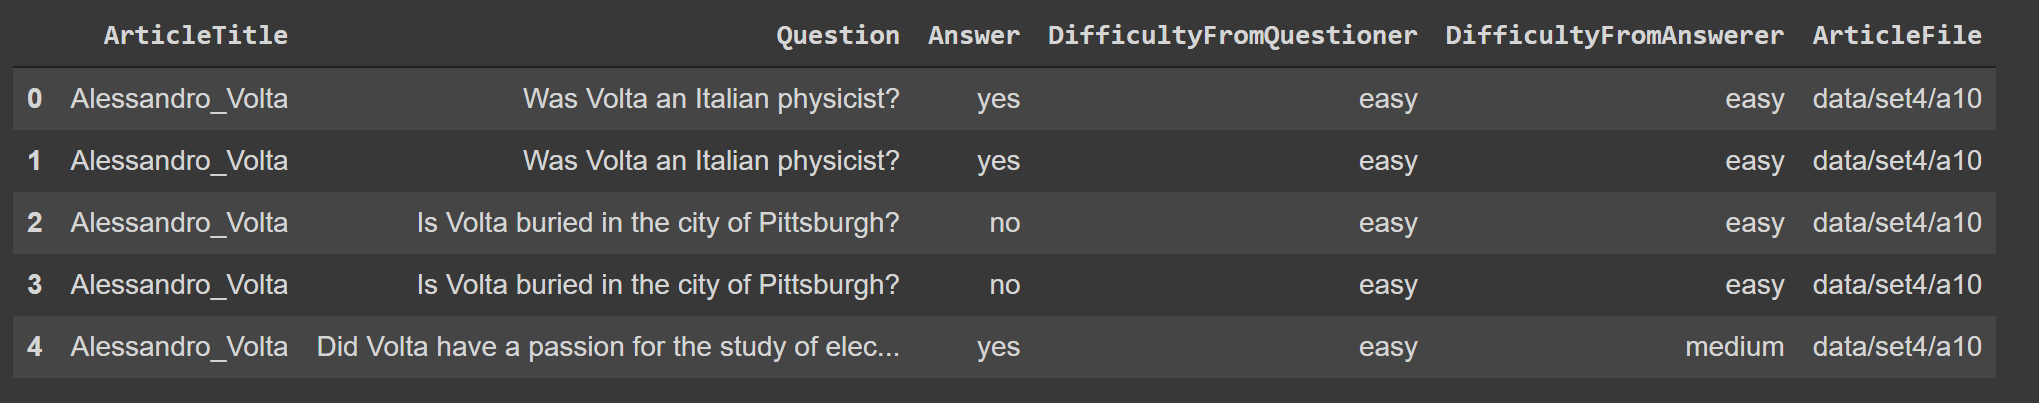 ArticleTitle Question Answer DifficultyFromQuestioner DifficultyFromAnswerer ArticleFile
0 Alessandro_Volta Was Volta an Italian physicist? yes easy easy data/set4/a10
1 Alessandro_Volta Was Volta an Italian physicist? yes easy easy data/set4/a10
2 Alessandro_Volta Is Volta buried in the city of Pittsburgh? no easy easy data/set4/a10
3 Alessandro_Volta Is Volta buried in the city of Pittsburgh? no easy easy data/set4/a10
4 Alessandro_Volta Did Volta have a passion for the study of elec... yes easy medium data/set4/a10